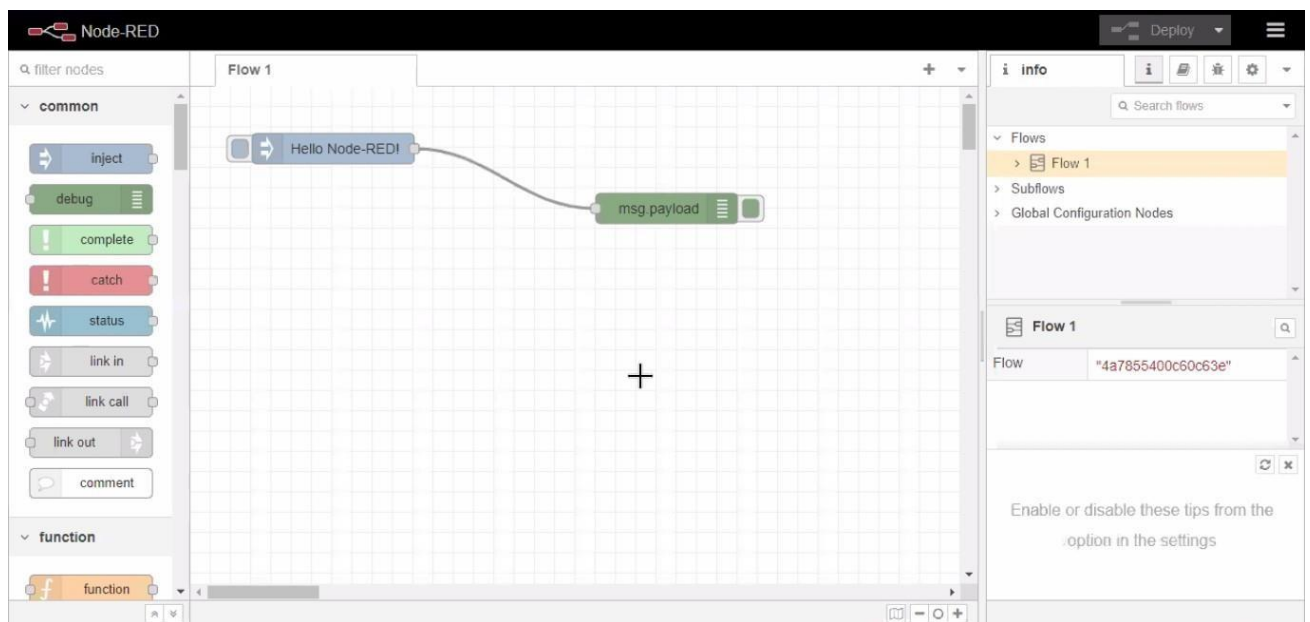 Node-RED
Deploy
filter nodes
Flow 1
i info
i
Search flows
common
inject
debug
complete
catch
status
link in
link call
link out
comment
function
function
Hello Node-RED!
msg.payload
Flows
Flow 1
Subflows
Global Configuration Nodes
Flow 1
Flow "4a7855400c60c63e"
Enable or disable these tips from the
option in the settings